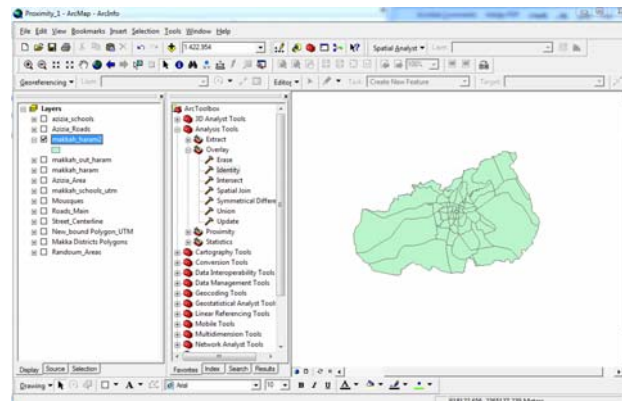 Proximity_1 - ArcMap - ArcInfo
File Edit View Bookmarks Insert Selection Tools Window Help
1:422,954
Spatial Analyst
Layer:
Georeferencing
Layer:
Editor
Task: Create New Feature
Target:
Layers
azizia_schools
Azizia_Roads
makkah_haram2
makkah_out_haram
makkah_haram
Azizia_Area
makkah_schools_utm
Mousques
Roads_Main
Street_Centerline
New_bound Polygon_UTM
Makka Districts Polygons
Randoum_Areas
Display Source Selection
ArcToolbox
3D Analyst Tools
Analysis Tools
Extract
Overlay
Erase
Identity
Intersect
Spatial Join
Symmetrical Differe
Union
Update
Proximity
Statistics
Cartography Tools
Conversion Tools
Data Interoperability Tools
Data Management Tools
Geocoding Tools
Geostatistical Analyst Tool
Linear Referencing Tools
Mobile Tools
Multidimension Tools
Network Analyst Tools
Favorites Index Search Results
Drawing
A
Arial
10
B I U A